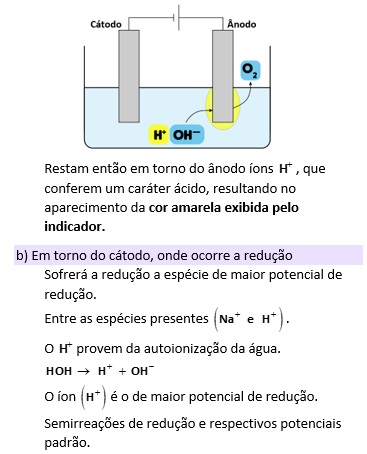 Cátodo
Ânodo
O₂
H⁺ OH⁻
Restam então em torno do ânodo íons H⁺, que
conferem um caráter ácido, resultando no
aparecimento da cor amarela exibida pelo
indicador.
b) Em torno do cátodo, onde ocorre a redução
Sofrerá a redução a espécie de maior potencial de
redução.
Entre as espécies presentes (Na⁺ e H⁺).
O H⁺ provem da autoionização da água.
HOH → H⁺ + OH⁻
O íon (H⁺) é o de maior potencial de redução.
Semirreações de redução e respectivos potenciais
padrão.